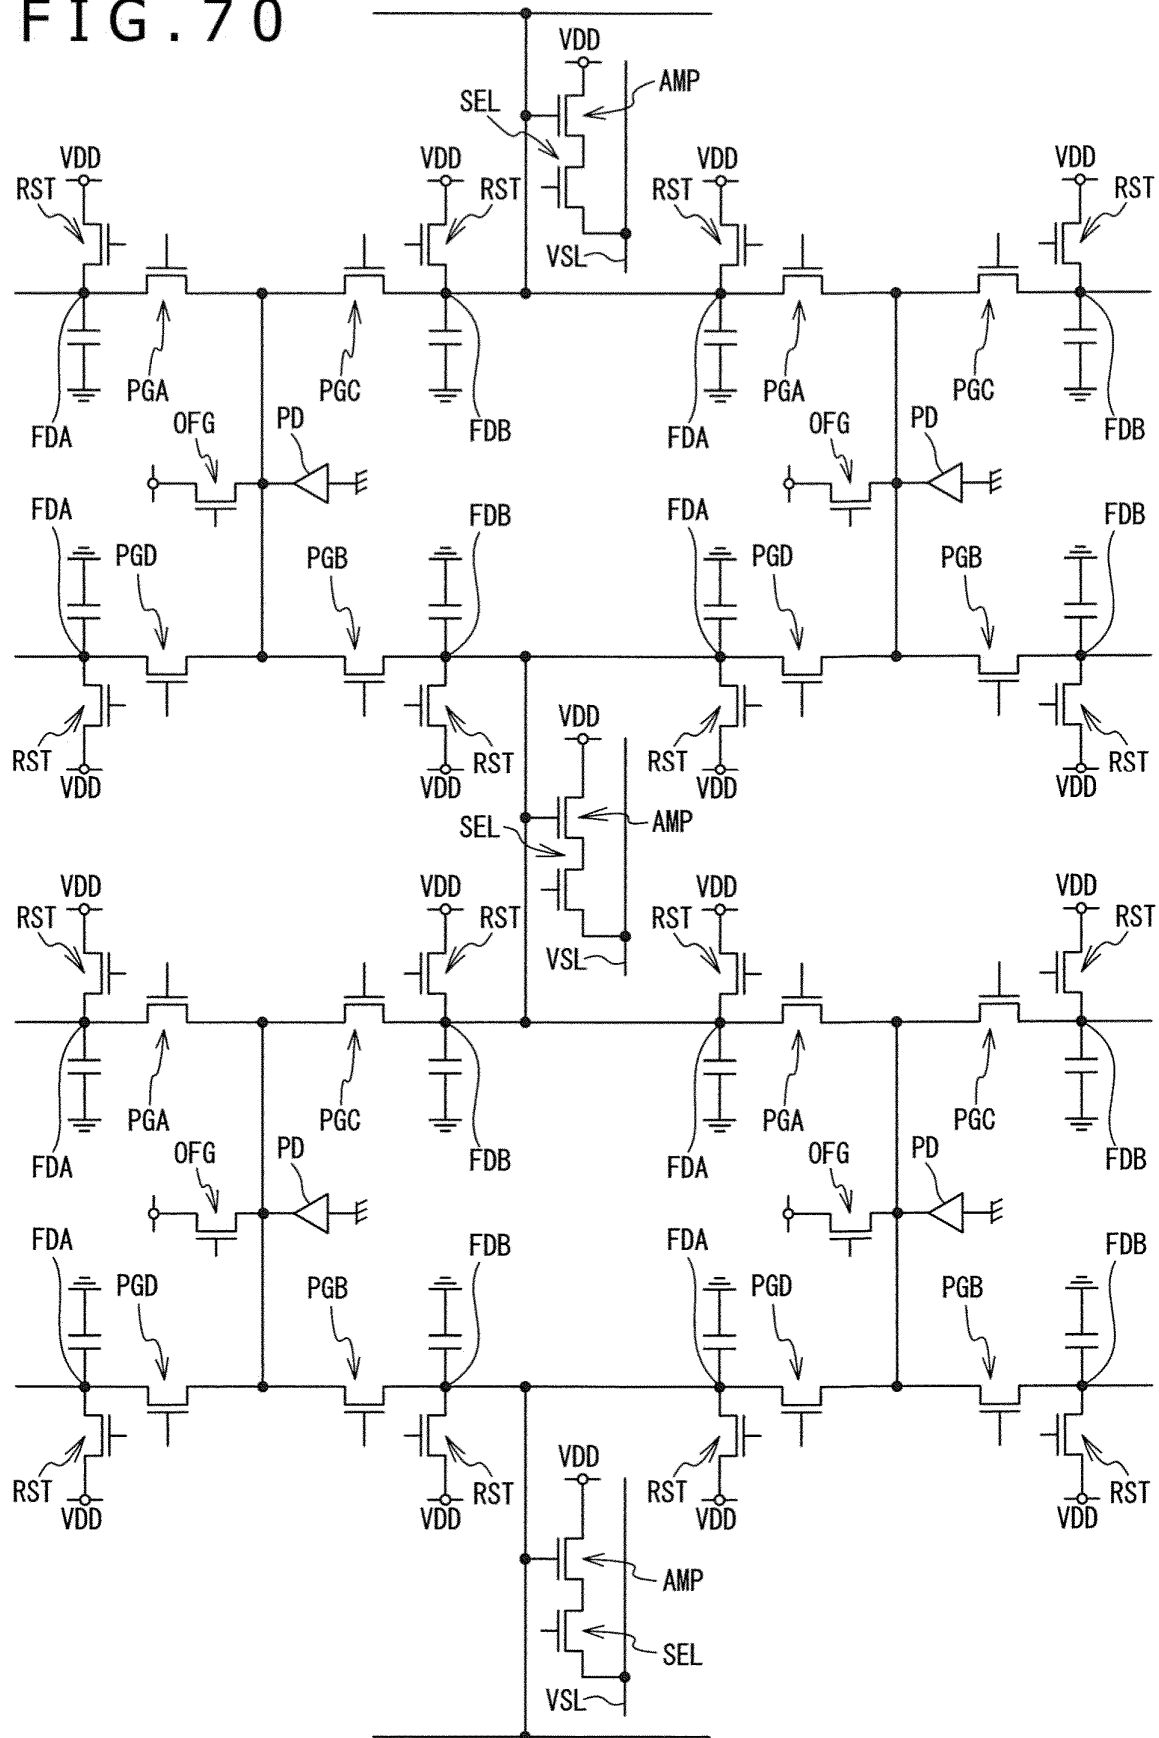 FIG.70
VDD
AMP
SEL
VDD
VDD
VDD
VDD
RST
RST
RST
RST
VSL
PGA
PGC
PGA
PGC
FDA
OFG
PD
FDB
FDA
OFG
PD
FDB
FDA
FDB
FDA
FDB
PGD
PGB
PGD
PGB
VDD
RST
RST
RST
RST
VDD
VDD
VDD
VDD
SEL
AMP
VDD
VDD
VDD
VDD
RST
RST
RST
RST
VSL
PGA
PGC
PGA
PGC
FDA
OFG
PD
FDB
FDA
OFG
PD
FDB
FDA
FDB
FDA
FDB
PGD
PGB
PGD
PGB
VDD
RST
RST
RST
RST
VDD
VDD
VDD
VDD
AMP
SEL
VSL